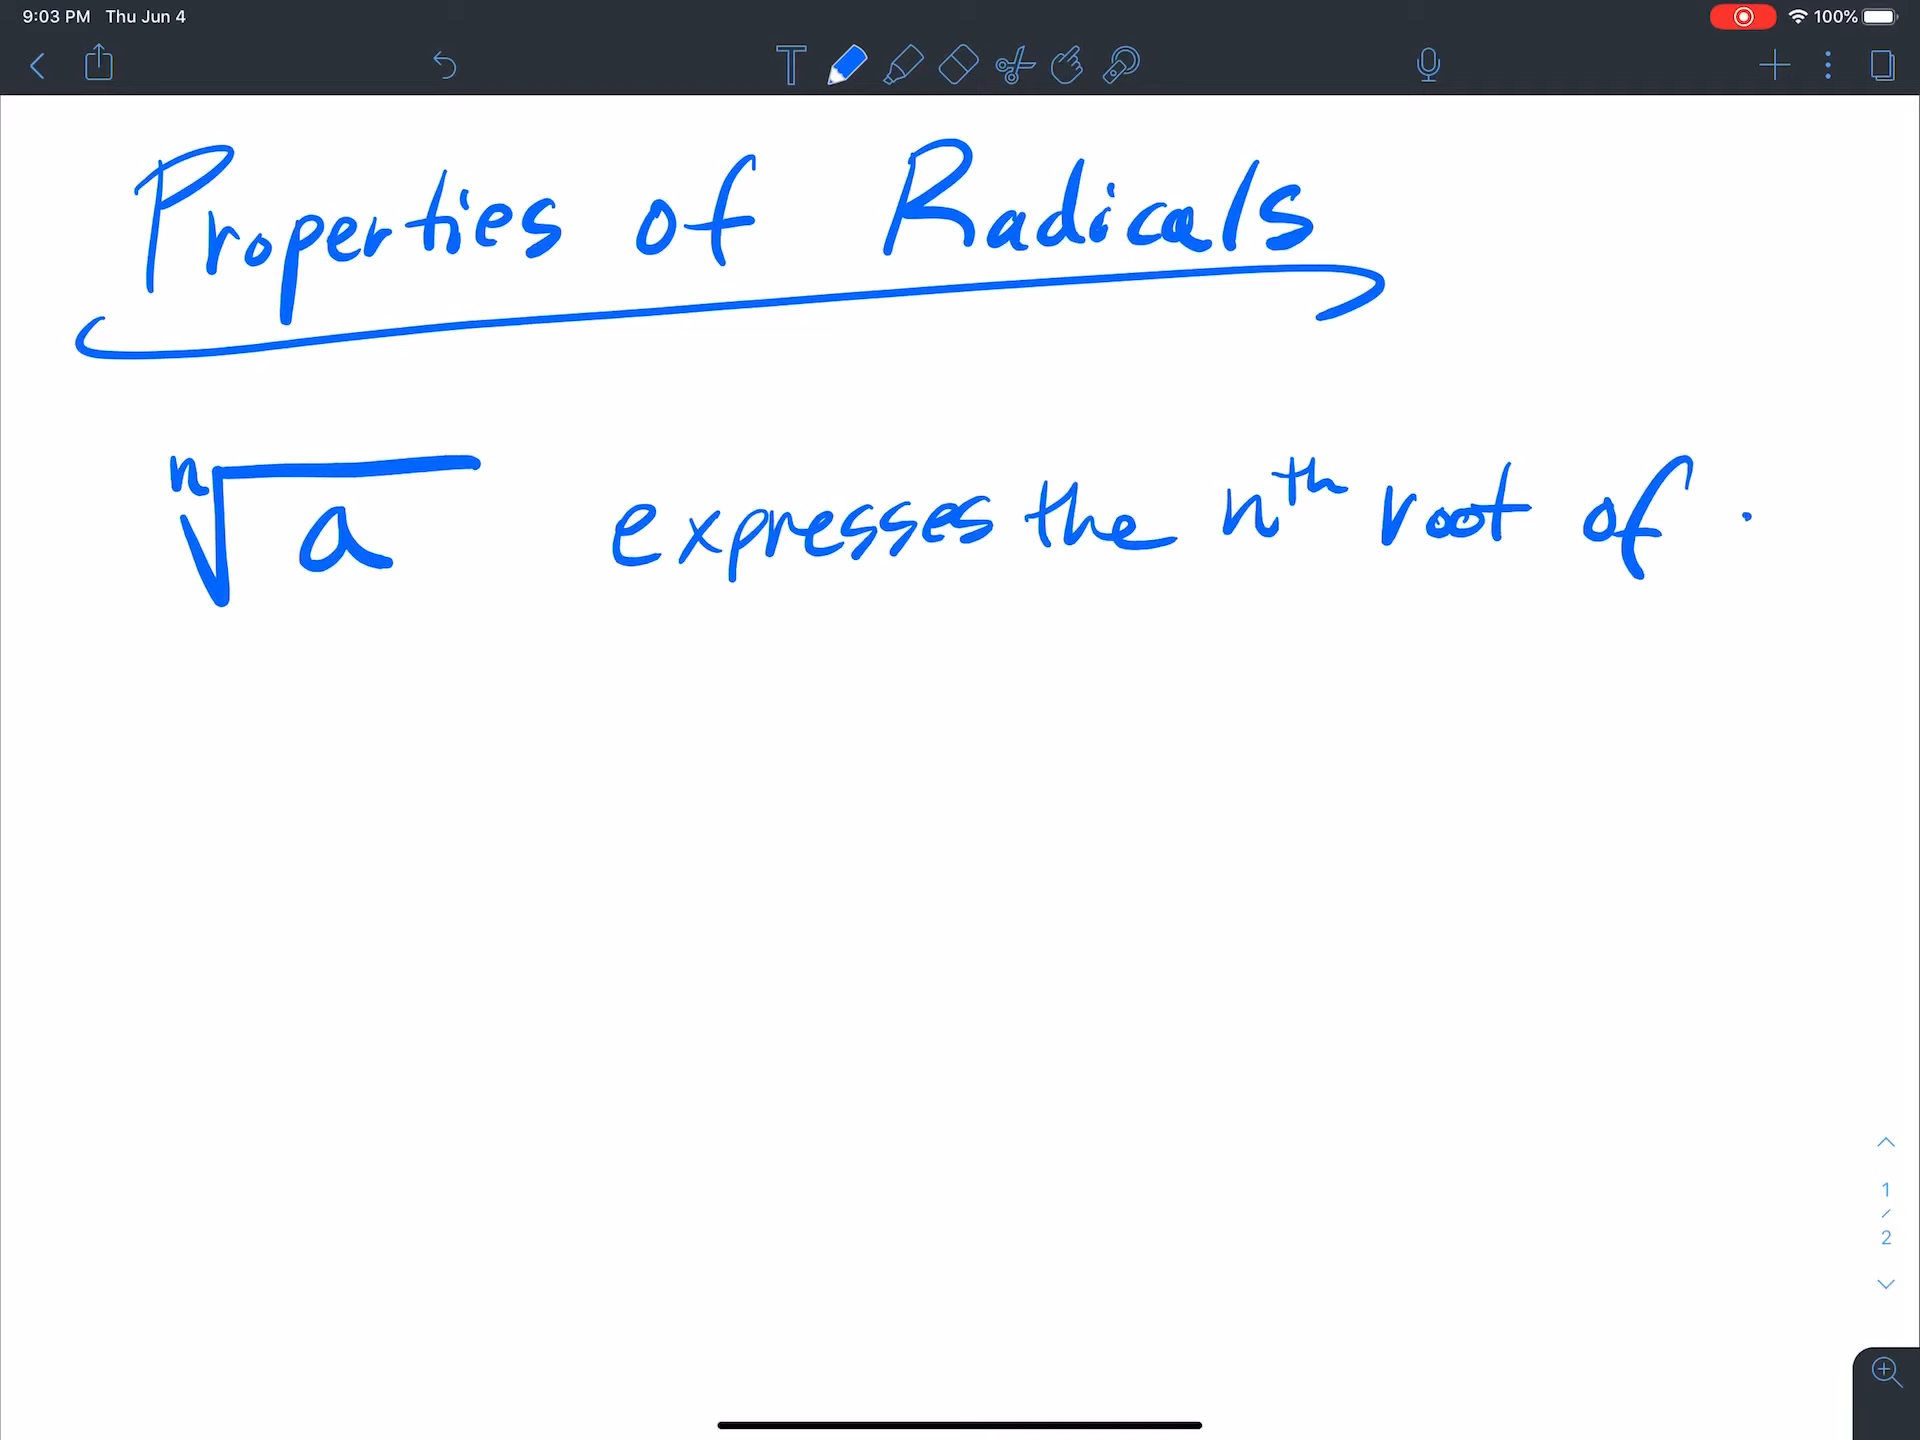 9:03 PM Thu Jun 4 100%
Properties of Radicals
ⁿ√a expresses the nᵗʰ root of
1
/
2